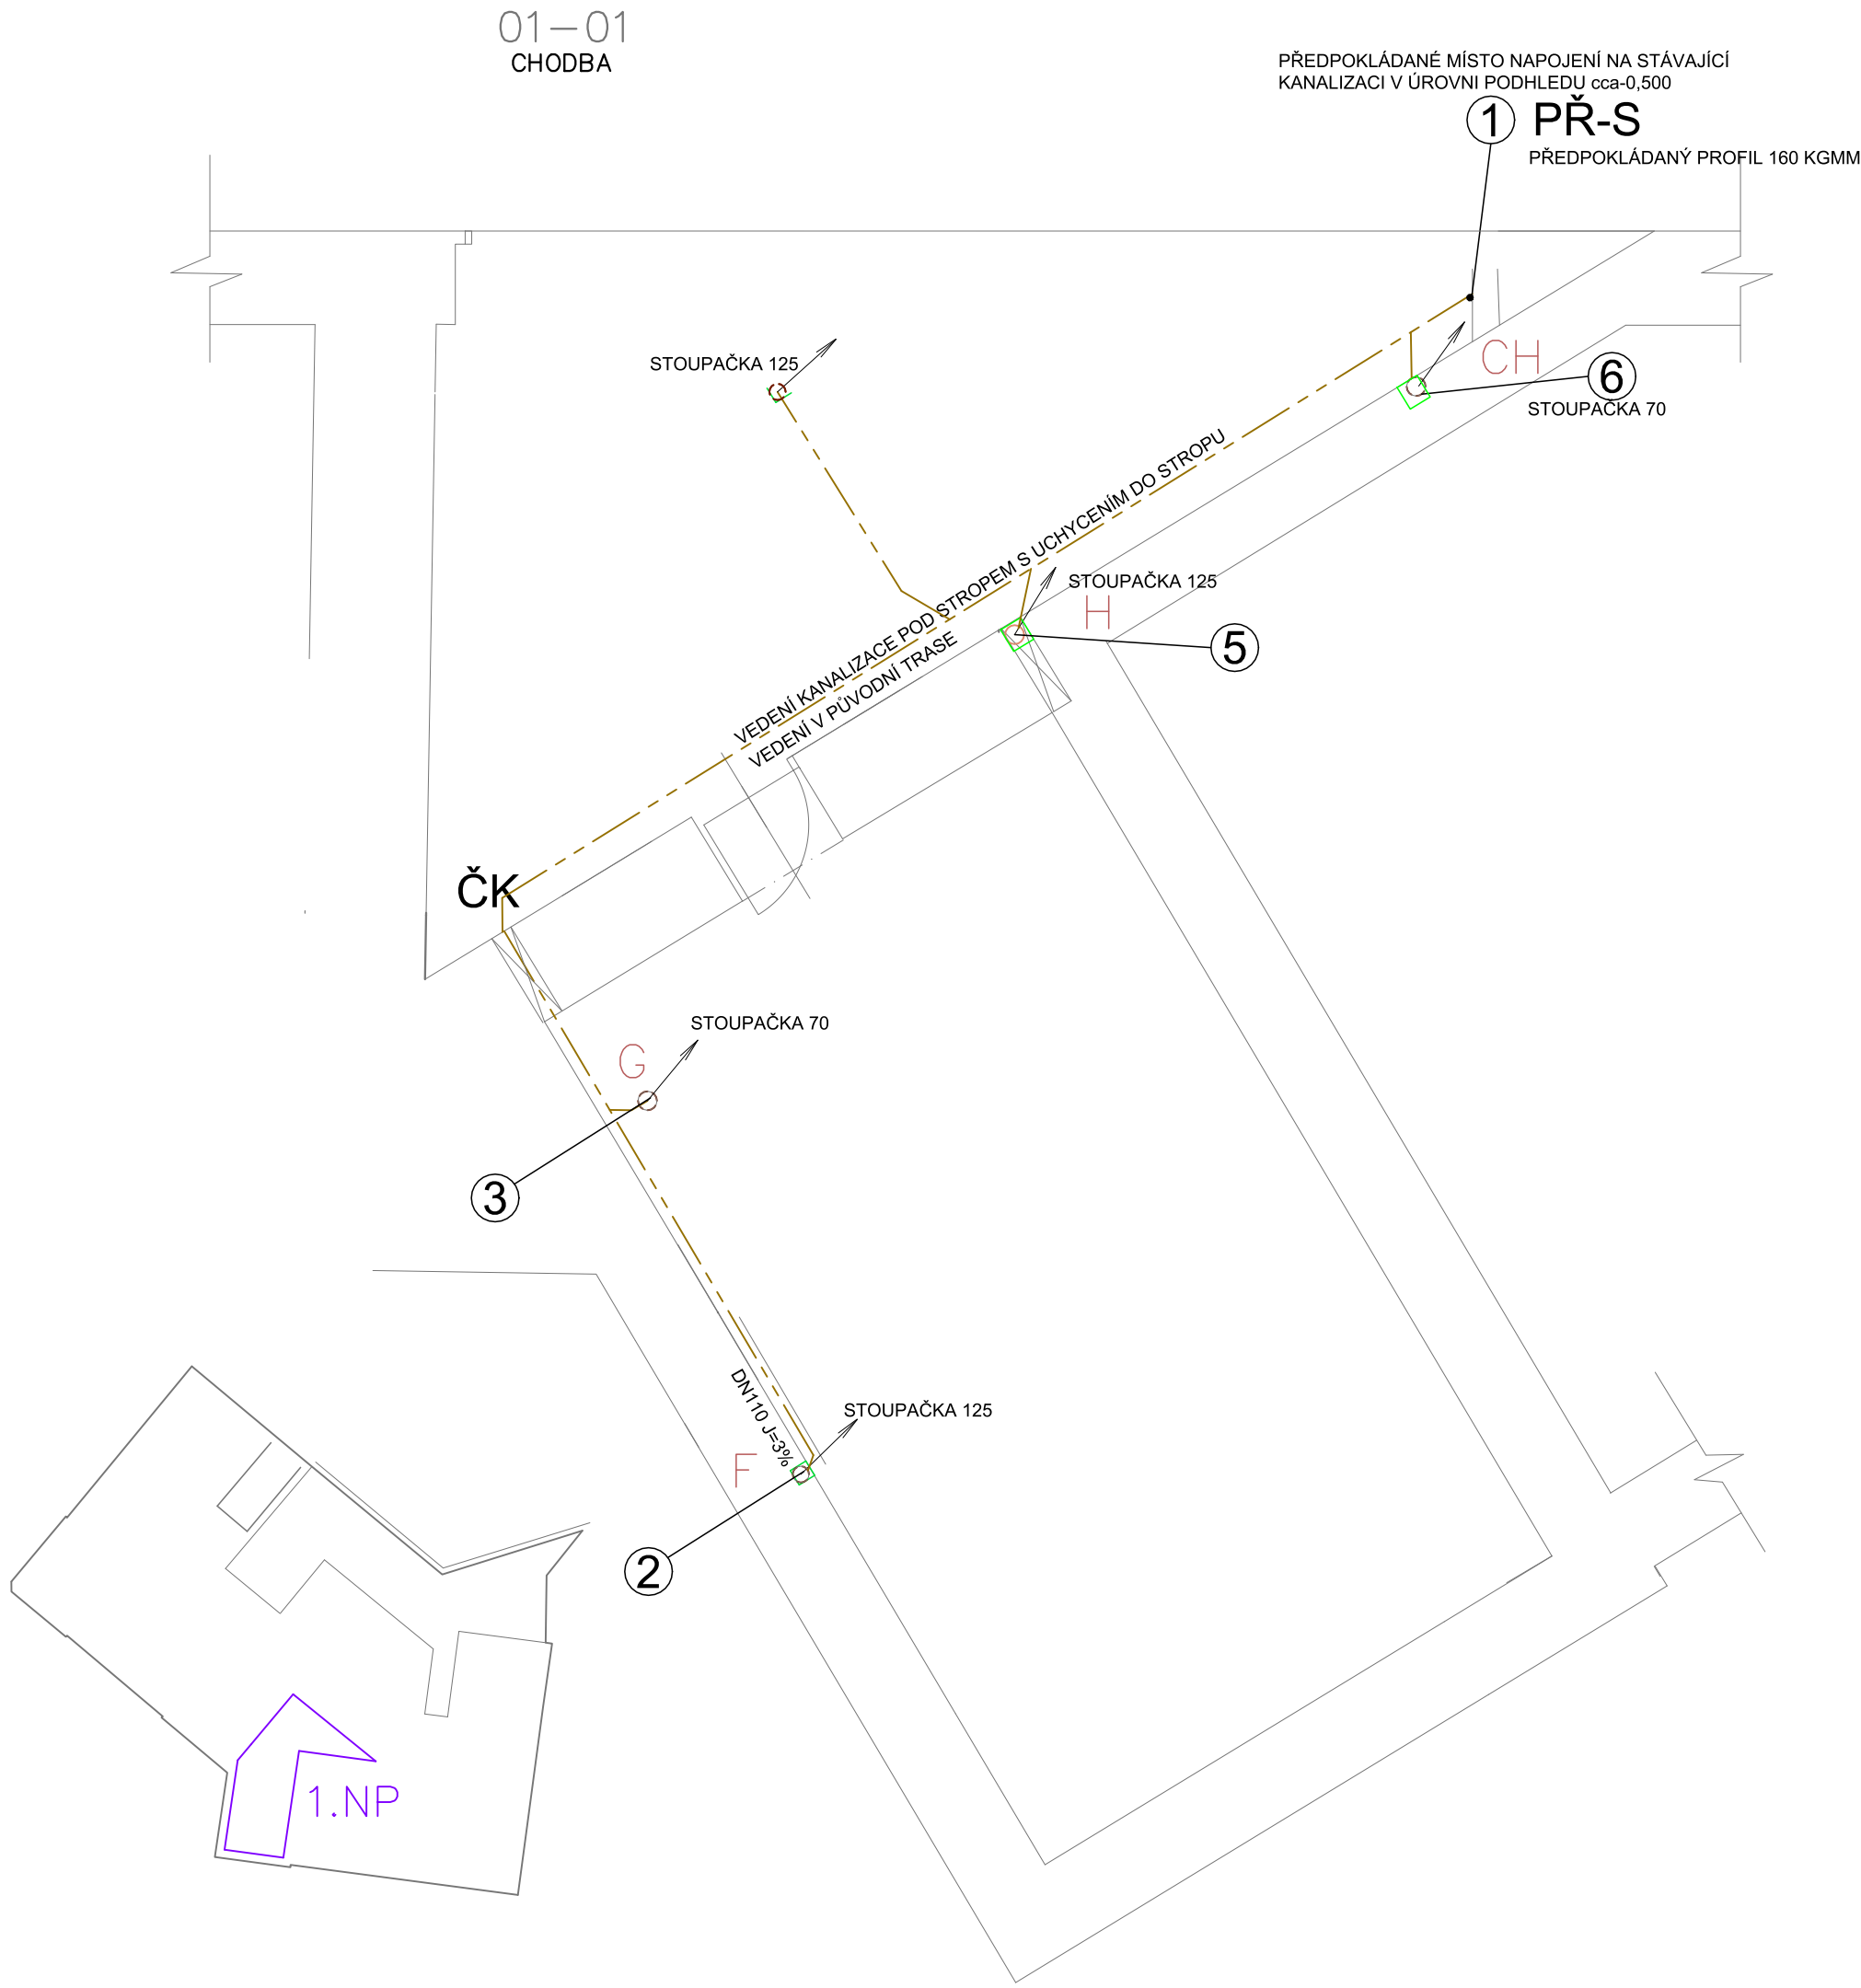 01-01
CHODBA
PŘEDPOKLÁDANÉ MÍSTO NAPOJENÍ NA STÁVAJÍCÍ
KANALIZACI V ÚROVNI PODHLEDU cca-0,500
1 PŘ-S
PŘEDPOKLÁDANÝ PROFIL 160 KGMM
STOUPAČKA 125
CH
6
STOUPAČKA 70
VEDENÍ KANALIZACE POD STROPEM S UCHYCENÍM DO STROPU
VEDENÍ V PŮVODNÍ TRASE
STOUPAČKA 125
H
5
ČK
STOUPAČKA 70
G
3
DN110 J=3%
STOUPAČKA 125
F
2
1.NP